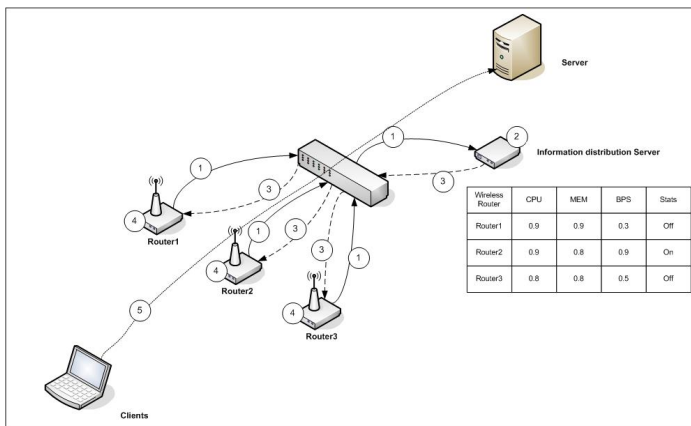 Server
1
1
2
Information distribution Server
3
3
4
Router1
1
3
3
1
4
Router2
4
Router3
5
Clients
Wireless Router CPU MEM BPS Stats
Router1 0.9 0.9 0.3 Off
Router2 0.9 0.8 0.9 On
Router3 0.8 0.8 0.5 Off